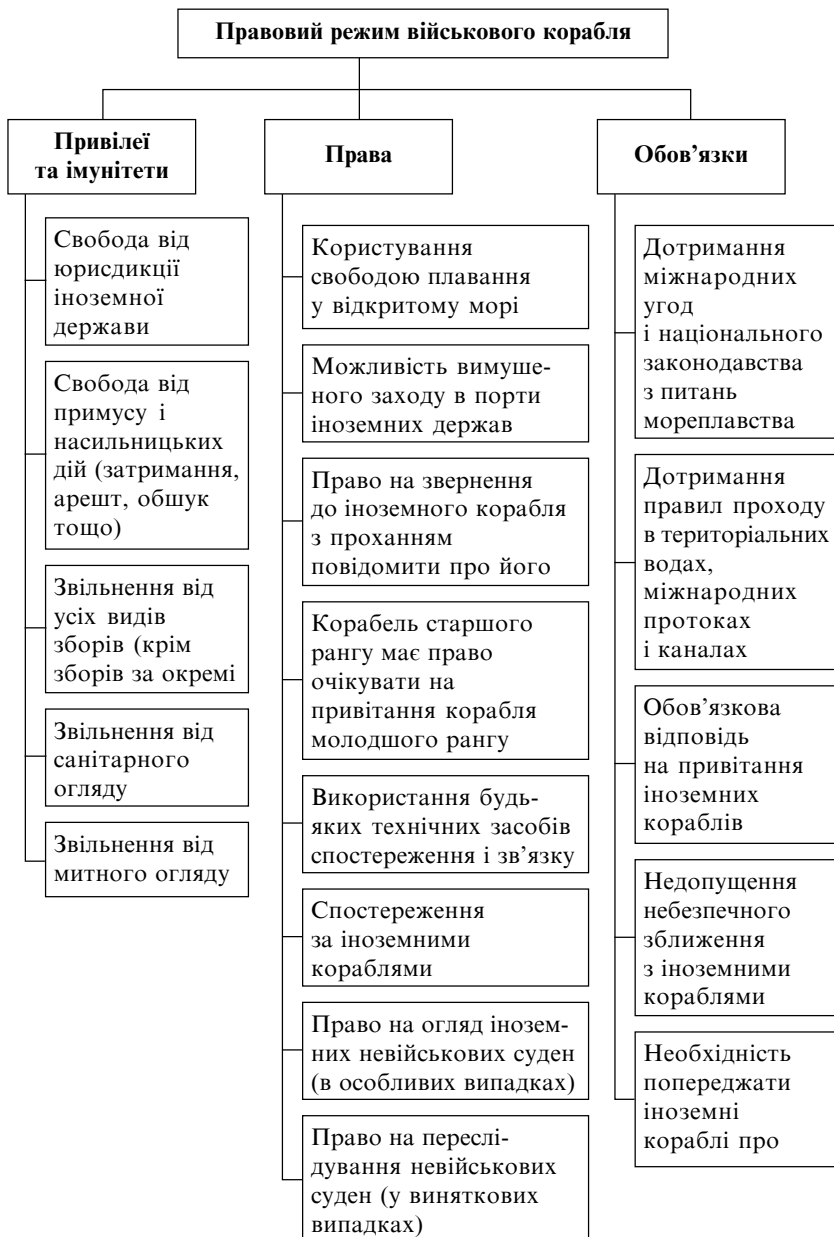 Правовий режим військового корабля
Привілеї
та імунітети
Свобода від
юрисдикції
іноземної
держави
Свобода від
примусу і
насильницьких
дій (затримання,
арешт, обшук
тощо)
Звільнення від
усіх видів
зборів (крім
зборів за окремі
Звільнення від
санітарного
огляду
Звільнення від
митного огляду
Права
Користування
свободою плавання
у відкритому морі
Можливість вимуше-
ного заходу в порти
іноземних держав
Право на звернення
до іноземного корабля
з проханням
повідомити про його
Корабель старшого
рангу має право
очікувати на
привітання корабля
молодшого рангу
Використання будь-
яких технічних засобів
спостереження і зв’язку
Спостереження
за іноземними
кораблями
Право на огляд інозем-
них невійськових суден
(в особливих випадках)
Право на переслі-
дування невійськових
суден (у виняткових
випадках)
Обов’язки
Дотримання
міжнародних
угод
і національного
законодавства
з питань
мореплавства
Дотримання
правил проходу
в територіальних
водах,
міжнародних
протоках
і каналах
Обов’язкова
відповідь
на привітання
іноземних
кораблів
Недопущення
небезпечного
зближення
з іноземними
кораблями
Необхідність
попереджати
іноземні
кораблі про